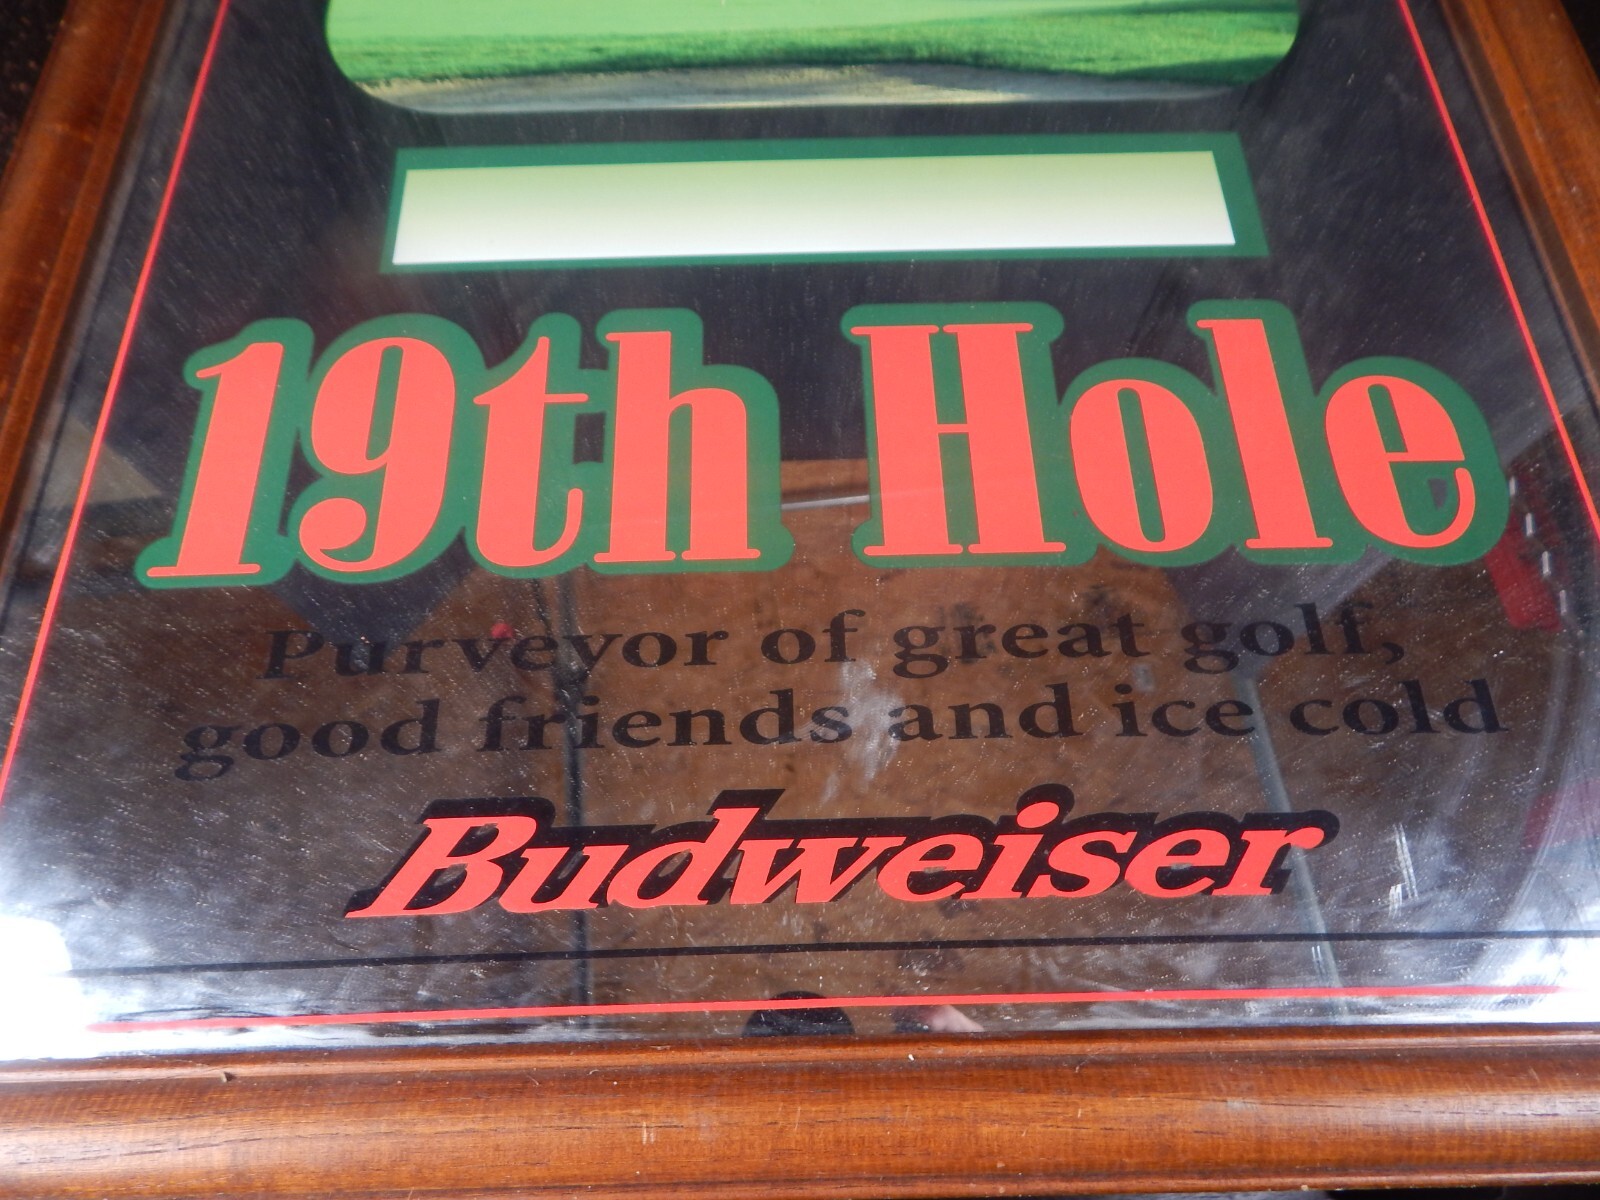 19th Hole
Purveyor of great golf,
good friends and ice cold
Budweiser